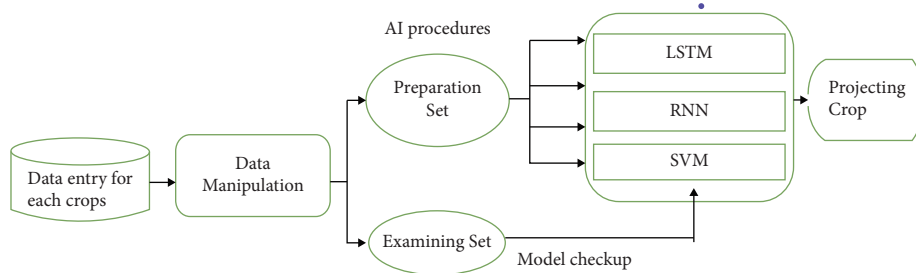 Data entry for
each crops
Data
Manipulation
AI procedures
Preparation
Set
Examining Set
Model checkup
LSTM
RNN
SVM
Projecting
Crop